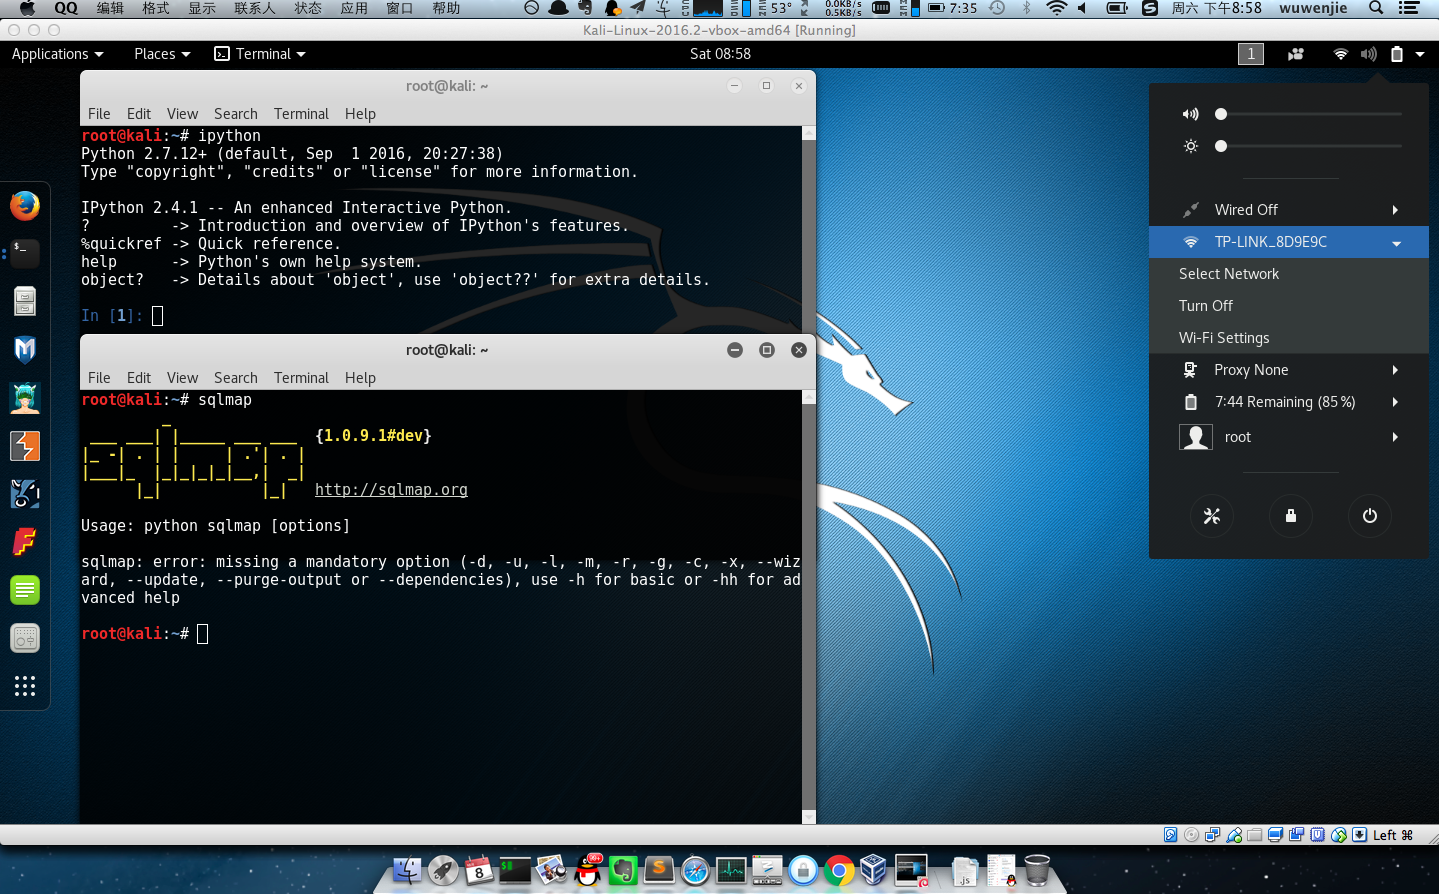 QQ 编辑 格式 显示 联系人 状态 应用 窗口 帮助 53° 0.0KB/s 0.5KB/s 7:35 周六 下午8:58 wuwenjie
Kali-Linux-2016.2-vbox-amd64 [Running]
Applications Places Terminal Sat 08:58 1
root@kali: ~
File Edit View Search Terminal Help
root@kali:~# ipython
Python 2.7.12+ (default, Sep  1 2016, 20:27:38)
Type "copyright", "credits" or "license" for more information.
IPython 2.4.1 -- An enhanced Interactive Python.
?         -> Introduction and overview of IPython's features.
%quickref -> Quick reference.
help      -> Python's own help system.
object?   -> Details about 'object', use 'object??' for extra details.
In [1]:
root@kali: ~
File Edit View Search Terminal Help
root@kali:~# sqlmap
{1.0.9.1#dev}
http://sqlmap.org
Usage: python sqlmap [options]
sqlmap: error: missing a mandatory option (-d, -u, -l, -m, -r, -g, -c, -x, --wiz
ard, --update, --purge-output or --dependencies), use -h for basic or -hh for ad
vanced help
root@kali:~#
Wired Off
TP-LINK_8D9E9C
Select Network
Turn Off
Wi-Fi Settings
Proxy None
7:44 Remaining (85 %)
root
Left ⌘
8